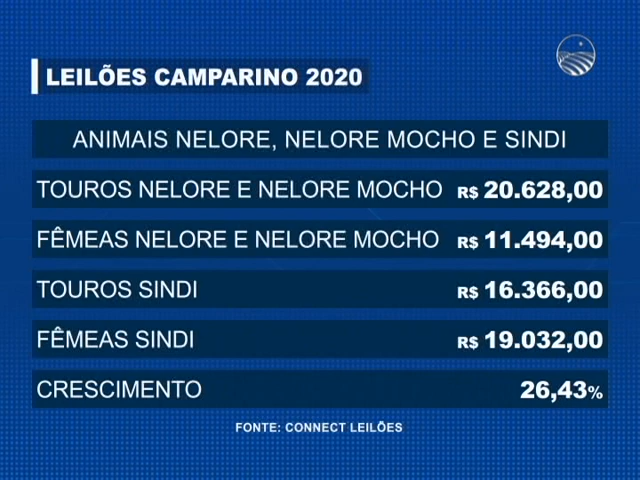 LEILÕES CAMPARINO 2020
ANIMAIS NELORE, NELORE MOCHO E SINDI
TOUROS NELORE E NELORE MOCHO R$ 20.628,00
FÊMEAS NELORE E NELORE MOCHO R$ 11.494,00
TOUROS SINDI R$ 16.366,00
FÊMEAS SINDI R$ 19.032,00
CRESCIMENTO 26,43%
FONTE: CONNECT LEILÕES